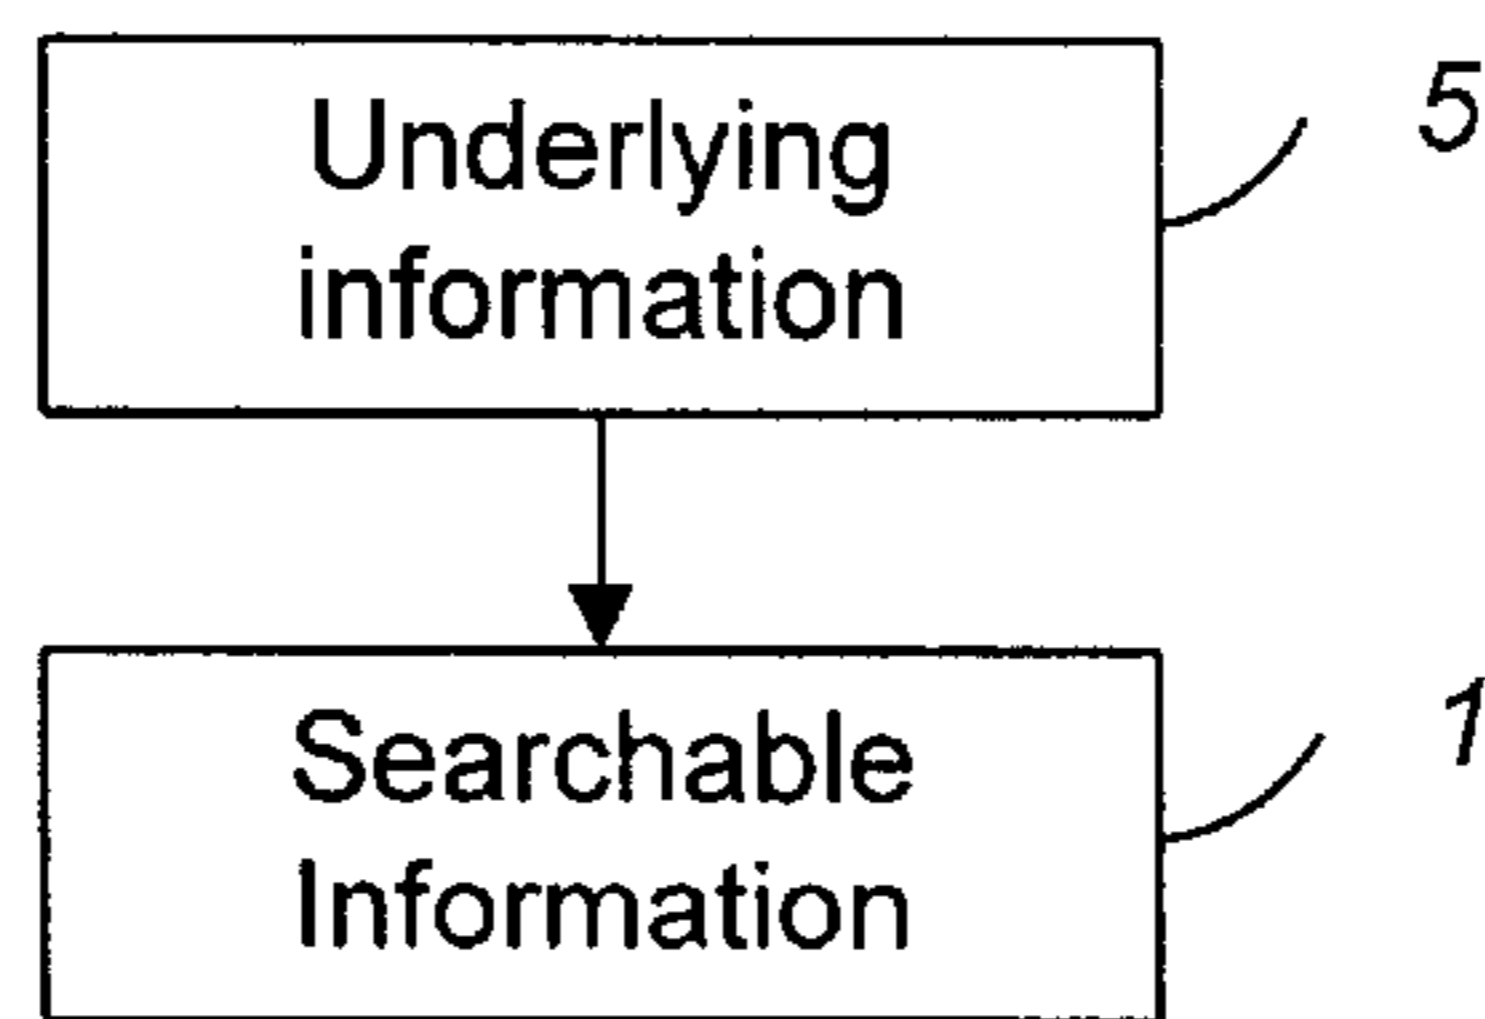 Underlying
information
5
Searchable
Information
1